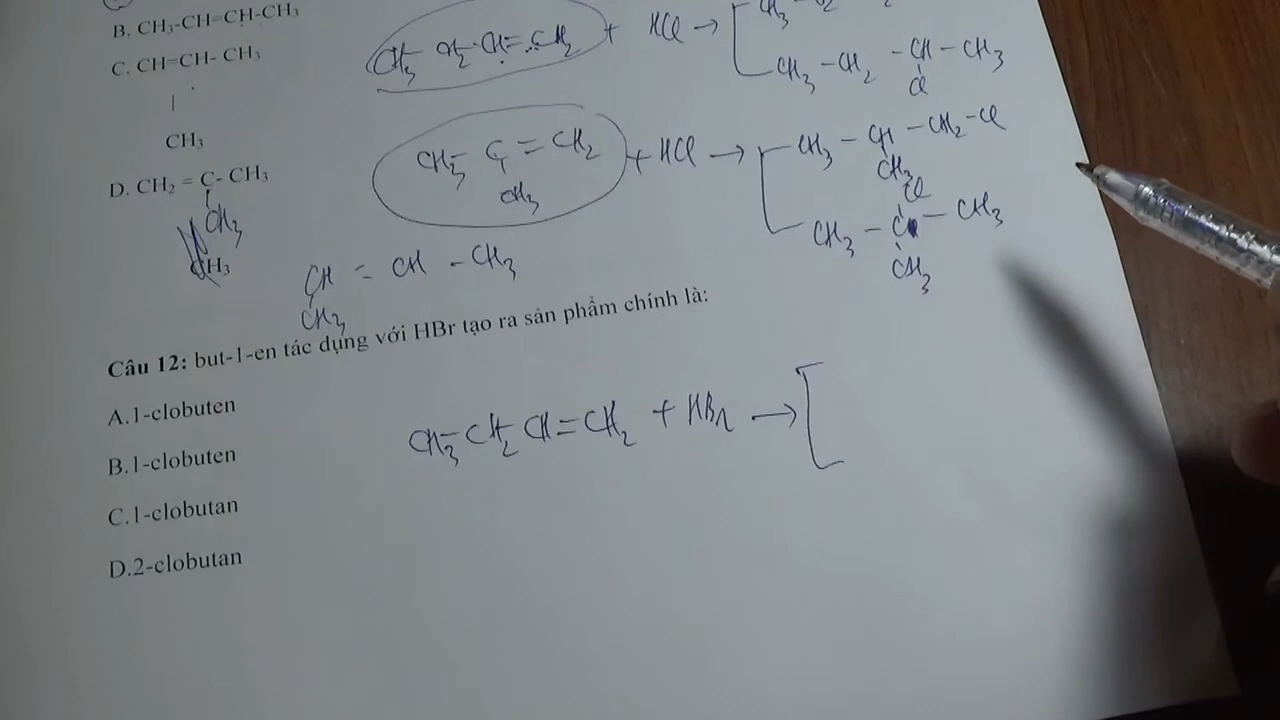 B. CH₃-CH=CH-CH₃
CH₃-CH₂-CH=CH₂ + HCl →
CH₃-CH₂-CH-CH₃
Cl
C. CH=CH- CH₃
|
CH₃
CH₃-C=CH₂ + HCl →
CH₃
CH₃-CH-CH₂-Cl
CH₃
Cl
CH₃-C-CH₃
CH₃
D. CH₂ = C- CH₃
CH₃
CH=CH-CH₃
CH₃
Câu 12: but-1-en tác dụng với HBr tạo ra sản phẩm chính là:
CH₃-CH₂-CH=CH₂ + HBr →
A.1-clobuten
B.1-clobuten
C.1-clobutan
D.2-clobutan